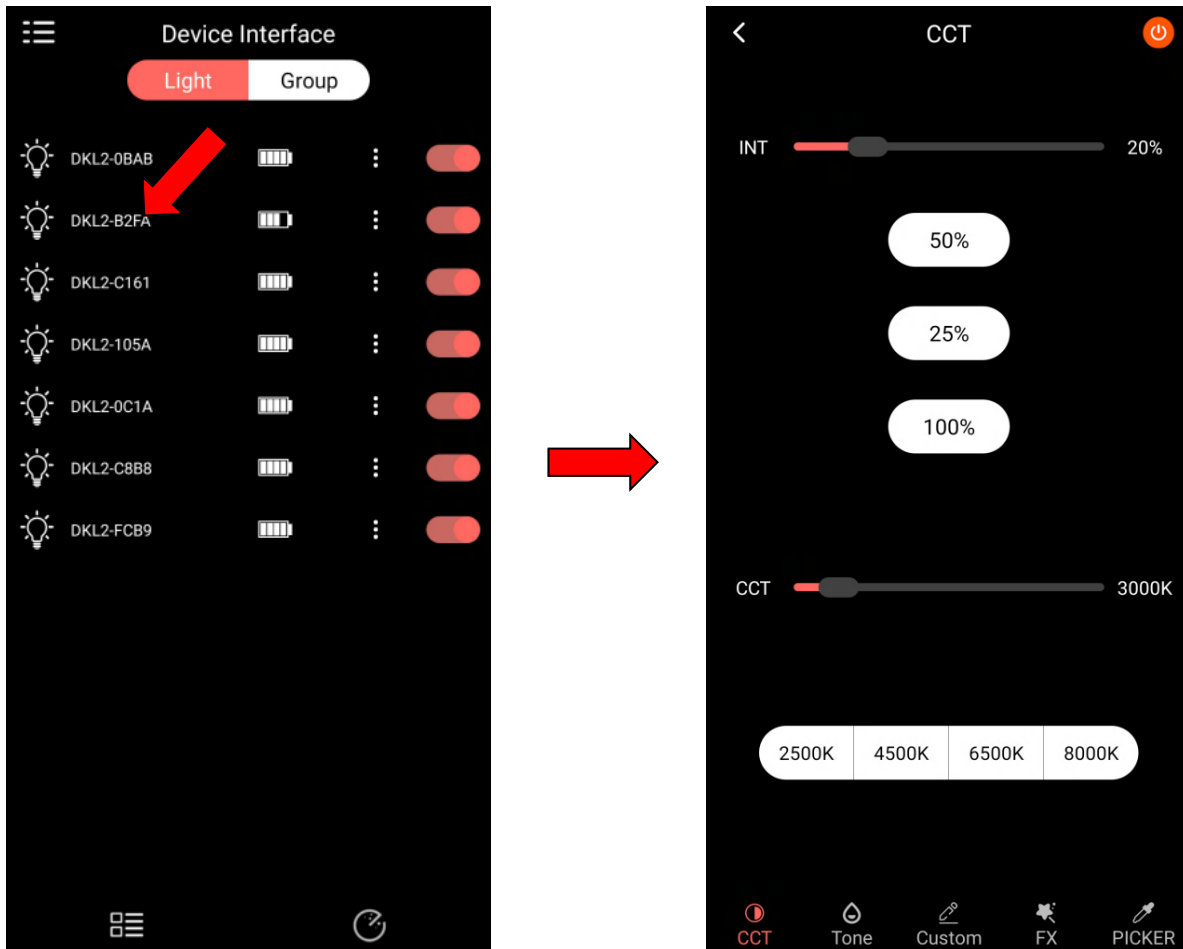 Device Interface
Light Group
DKL2-0BAB
DKL2-B2FA
DKL2-C161
DKL2-105A
DKL2-0C1A
DKL2-C8B8
DKL2-FCB9
CCT
INT 20%
50%
25%
100%
CCT 3000K
2500K 4500K 6500K 8000K
CCT Tone Custom FX PICKER